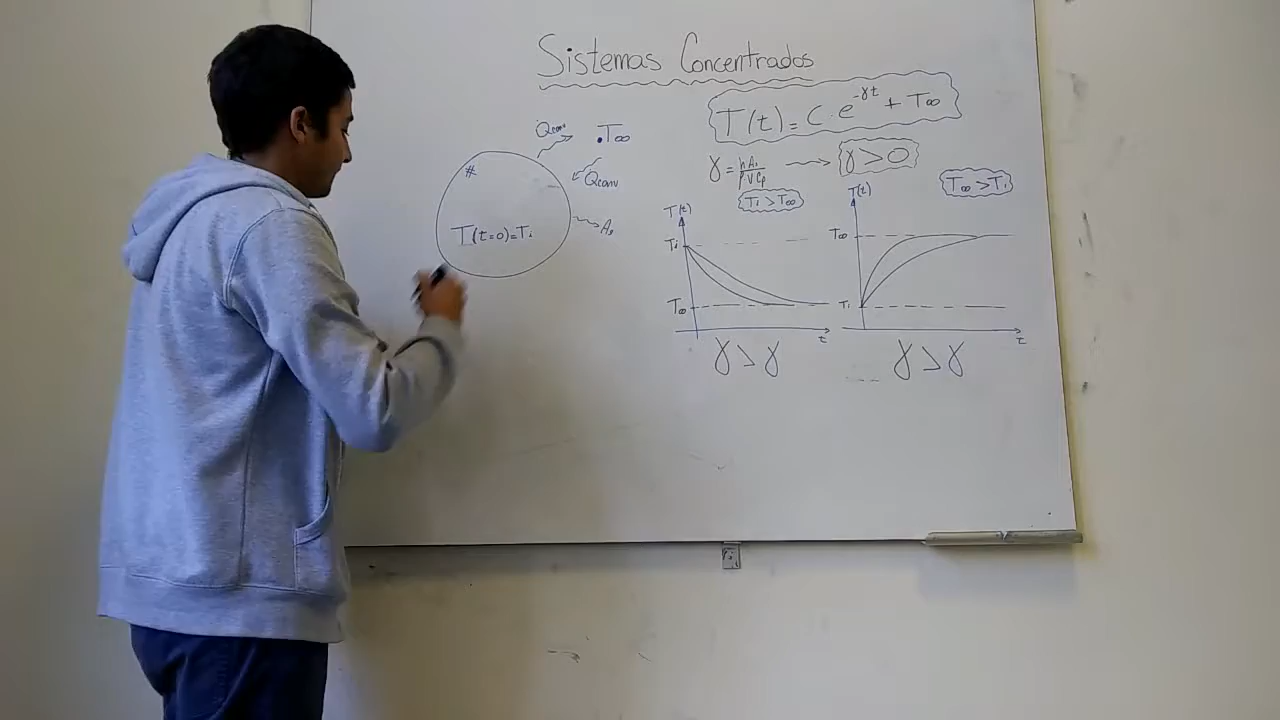 Sistemas Concentrados
T(t) = C · e^-γt + T∞
γ = hAs/ρVCp → γ > 0
Qconv
T∞
Qconv
#
T(t=0)=Ti
As
Ti > T∞
T(t)
Ti
T∞
t
γ > γ
T∞ > Ti
T(t)
T∞
Ti
t
γ > γ